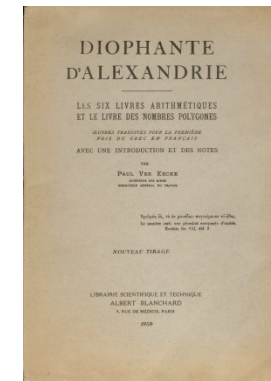 DIOPHANTE
D'ALEXANDRIE
LES SIX LIVRES ARITHMÉTIQUES
ET LE LIVRE DES NOMBRES POLYGONES
ŒUVRES TRADUITES POUR LA PREMIÈRE
FOIS DU GREC EN FRANÇAIS
AVEC UNE INTRODUCTION ET DES NOTES
PAR
PAUL VER EECKE
NOUVEAU TIRAGE
LIBRAIRIE SCIENTIFIQUE ET TECHNIQUE
ALBERT BLANCHARD
9, RUE DE MÉDICIS, PARIS
1959